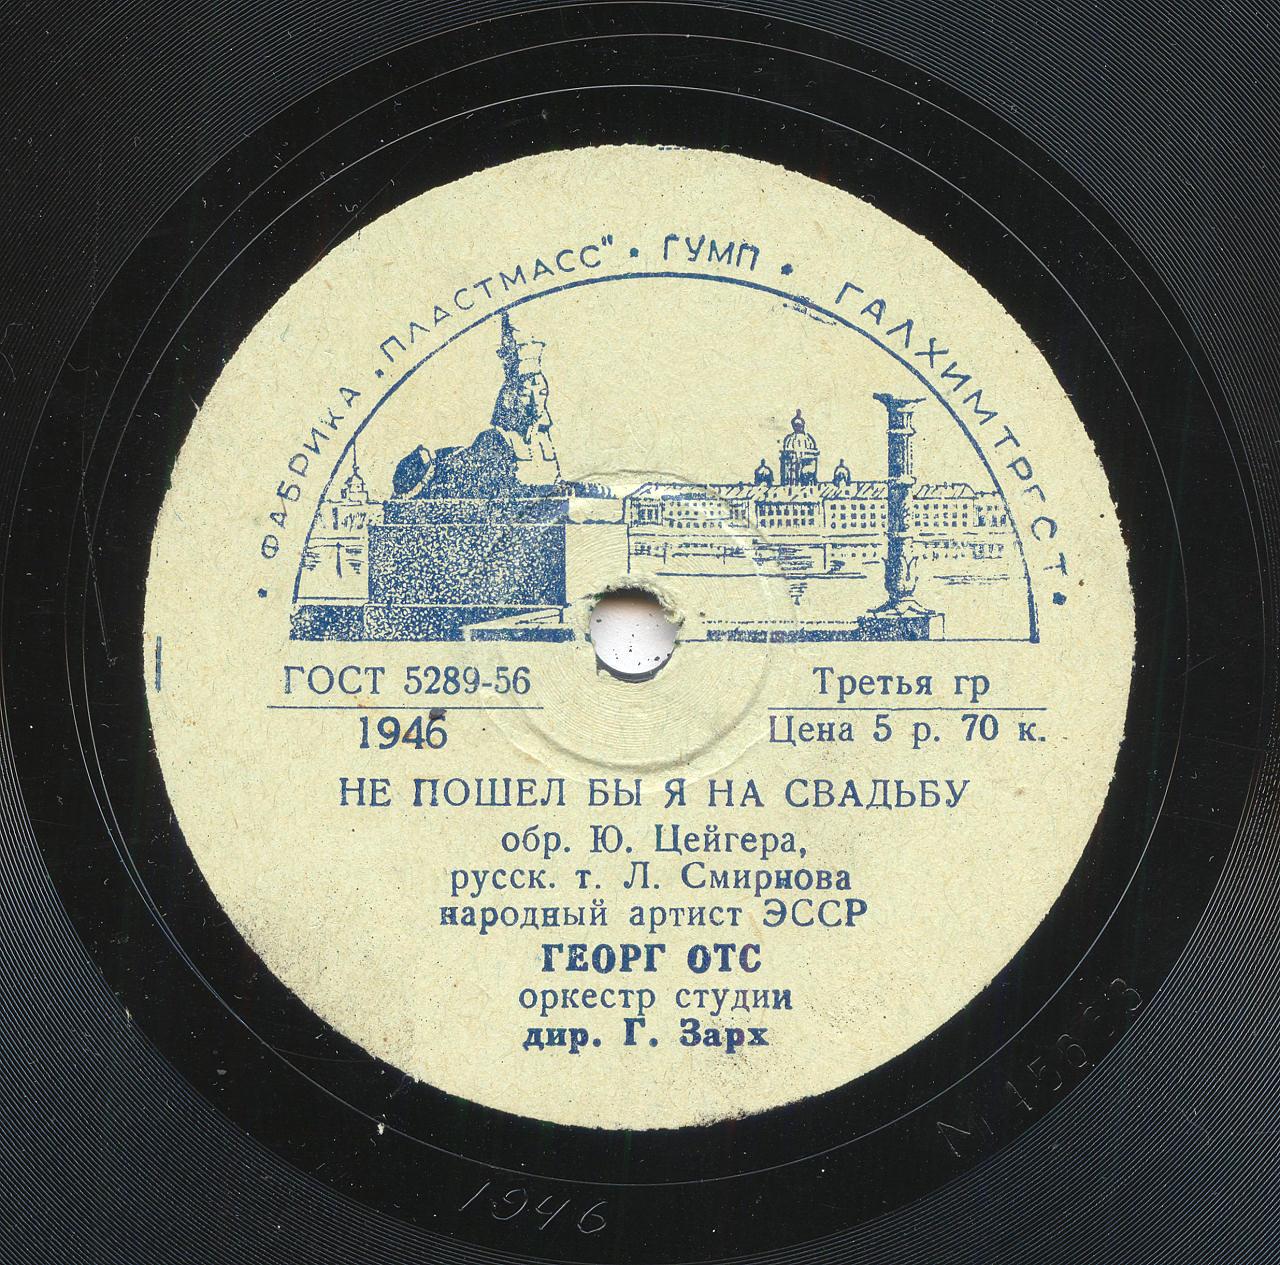 • ФАБРИКА „ПЛАСТМАСС" • ГУМП • ГАЛХИМТРЕСТ •
ГОСТ 5289-56
1946
Третья гр
Цена 5 р. 70 к.
НЕ ПОШЕЛ БЫ Я НА СВАДЬБУ
обр. Ю. Цейгера,
русск. т. Л. Смирнова
народный артист ЭССР
ГЕОРГ ОТС
оркестр студии
дир. Г. Зарх
1946